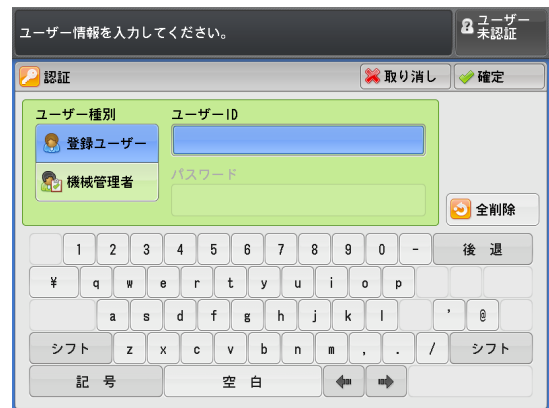 ユーザー情報を入力してください。
ユーザー
未認証
認証
取り消し
確定
ユーザー種別
ユーザーID
登録ユーザー
機械管理者
パスワード
全削除
1 2 3 4 5 6 7 8 9 0 - 後 退
¥ q w e r t y u i o p
a s d f g h j k l ' @
シフト z x c v b n m , . / シフト
記 号 空 白